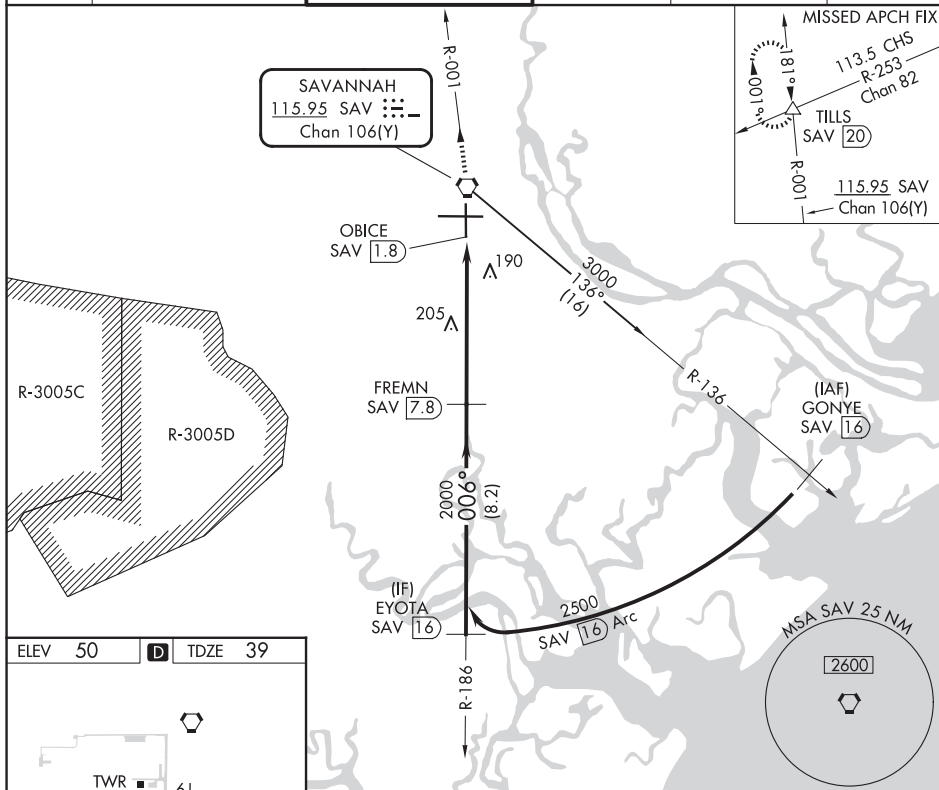 MISSED APCH FIX
181°
001°
113.5 CHS
R-253
Chan 82
TILLS
SAV 20
R-001
115.95 SAV
Chan 106(Y)
R-001
SAVANNAH
115.95 SAV
Chan 106(Y)
OBICE
SAV 1.8
190
205
3000
136°
(16)
R-136
R-3005C
R-3005D
FREMN
SAV 7.8
(IAF)
GONYE
SAV 16
2000
006°
(8.2)
(IF)
EYOTA
SAV 16
2500
SAV 16 Arc
R-186
MSA SAV 25 NM
2600
ELEV 50 D TDZE 39
TWR